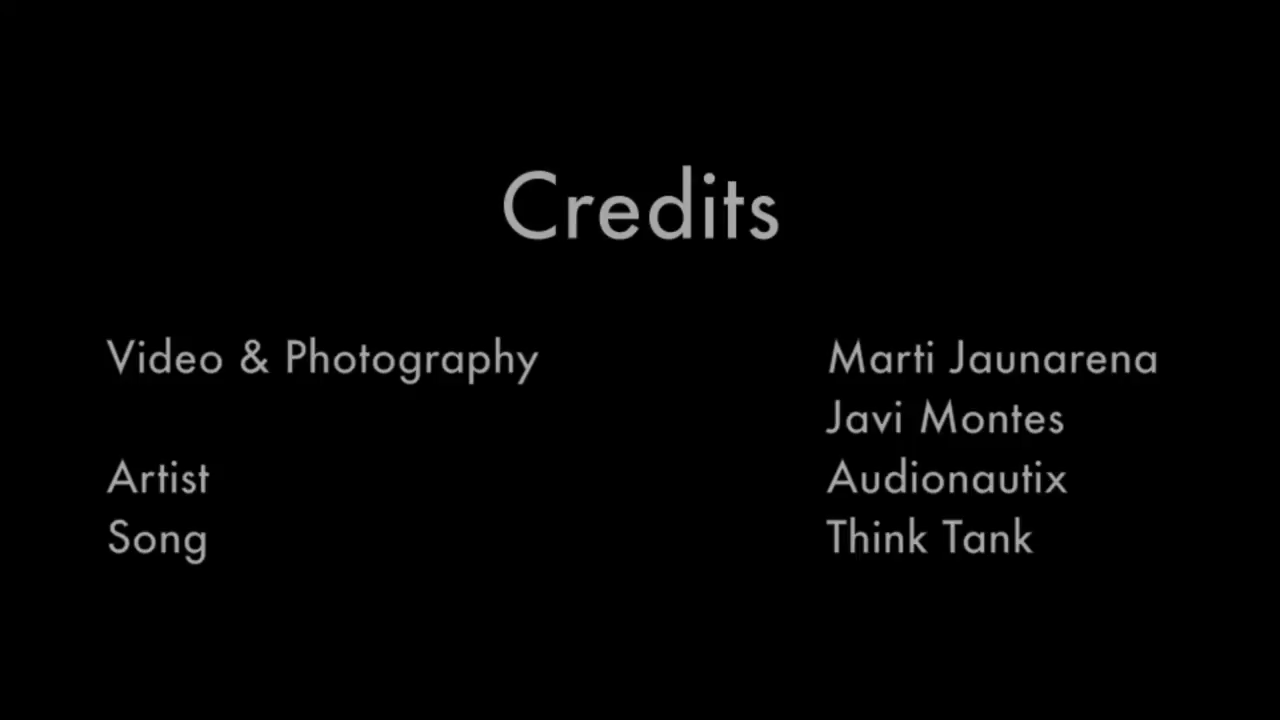 Credits
Video & Photography Marti Jaunarena
Javi Montes
Artist Audionautix
Song Think Tank